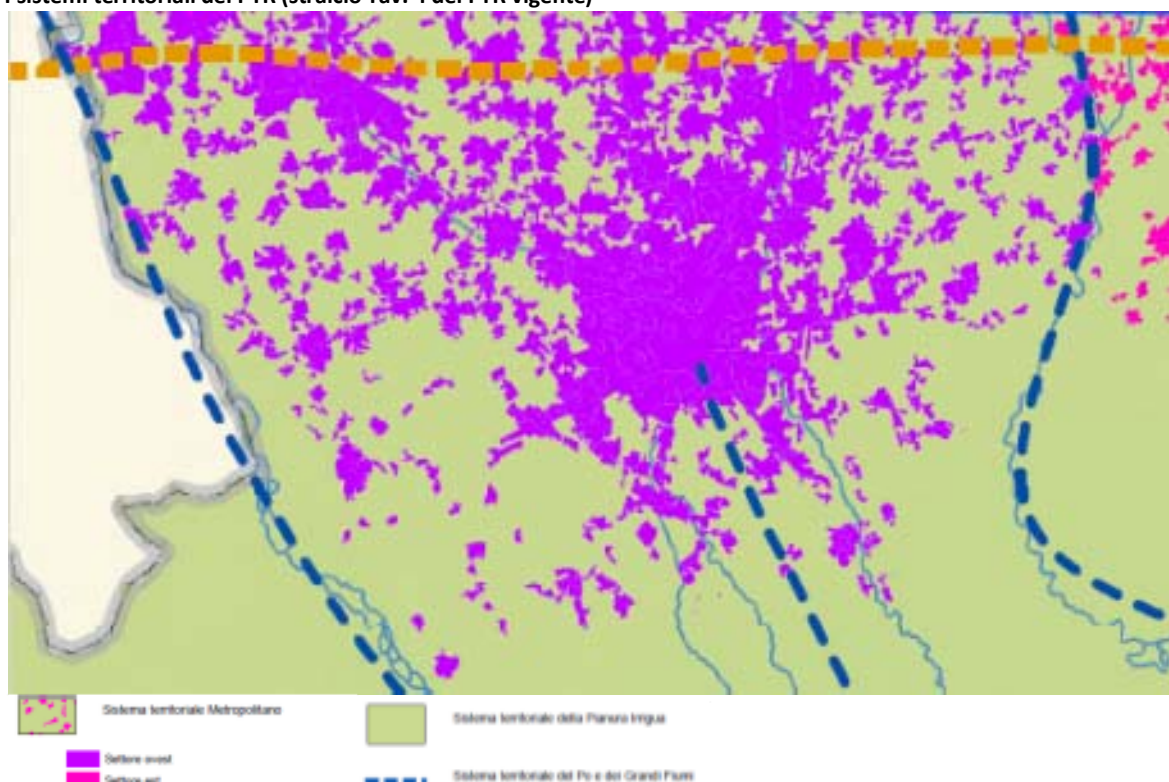 I sistemi territoriali del PTR (stralcio Tav. 4 del PTR vigente)
Sistema territoriale Metropolitano
Sistema territoriale della Pianura Irrigua
Settore ovest
Settore est
Sistema territoriale del Po e dei Grandi Fiumi